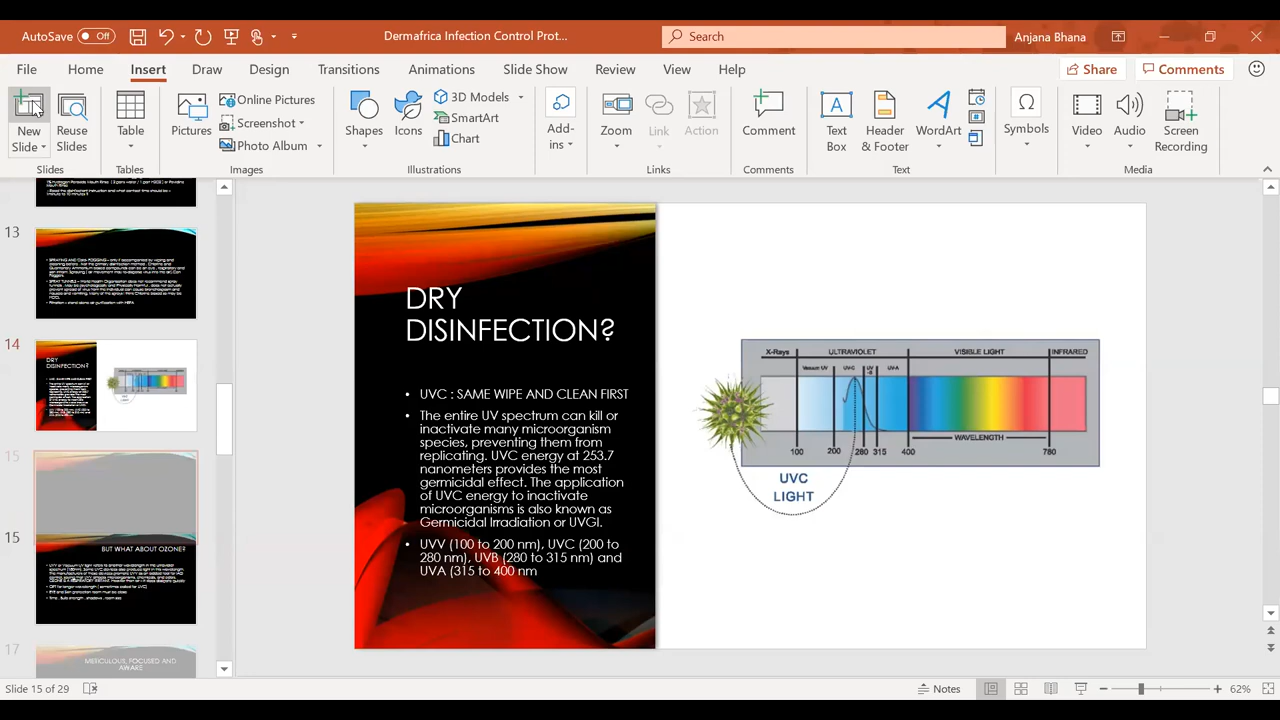 AutoSave Off Dermafrica Infection Control Prot... Search Anjana Bhana
File Home Insert Draw Design Transitions Animations Slide Show Review View Help Share Comments
New Slide
Reuse Slides
Table
Pictures
Online Pictures
Screenshot
Photo Album
Shapes
Icons
3D Models
SmartArt
Chart
Add-ins
Zoom
Link
Action
Comment
Text Box
Header & Footer
WordArt
Symbols
Video
Audio
Screen Recording
Slides Images Illustrations Links Comments Text Media
13
14
DRY
DISINFECTION?
UVC
LIGHT
15
15
BUT WHAT ABOUT OZONE?
17
METICULOUS, FOCUSED AND
AWARE
DRY
DISINFECTION?
• UVC : SAME WIPE AND CLEAN FIRST
• The entire UV spectrum can kill or
inactivate many microorganism
species, preventing them from
replicating. UVC energy at 253.7
nanometers provides the most
germicidal effect. The application
of UVC energy to inactivate
microorganisms is also known as
Germicidal Irradiation or UVGI.
• UVV (100 to 200 nm), UVC (200 to
280 nm), UVB (280 to 315 nm) and
UVA (315 to 400 nm
X-Rays ULTRAVIOLET VISIBLE LIGHT INFRARED
Vacuum UV UV-C UV-B UV-A
WAVELENGTH
100 200 280 315 400 780
UVC
LIGHT
Slide 15 of 29 Notes 62%